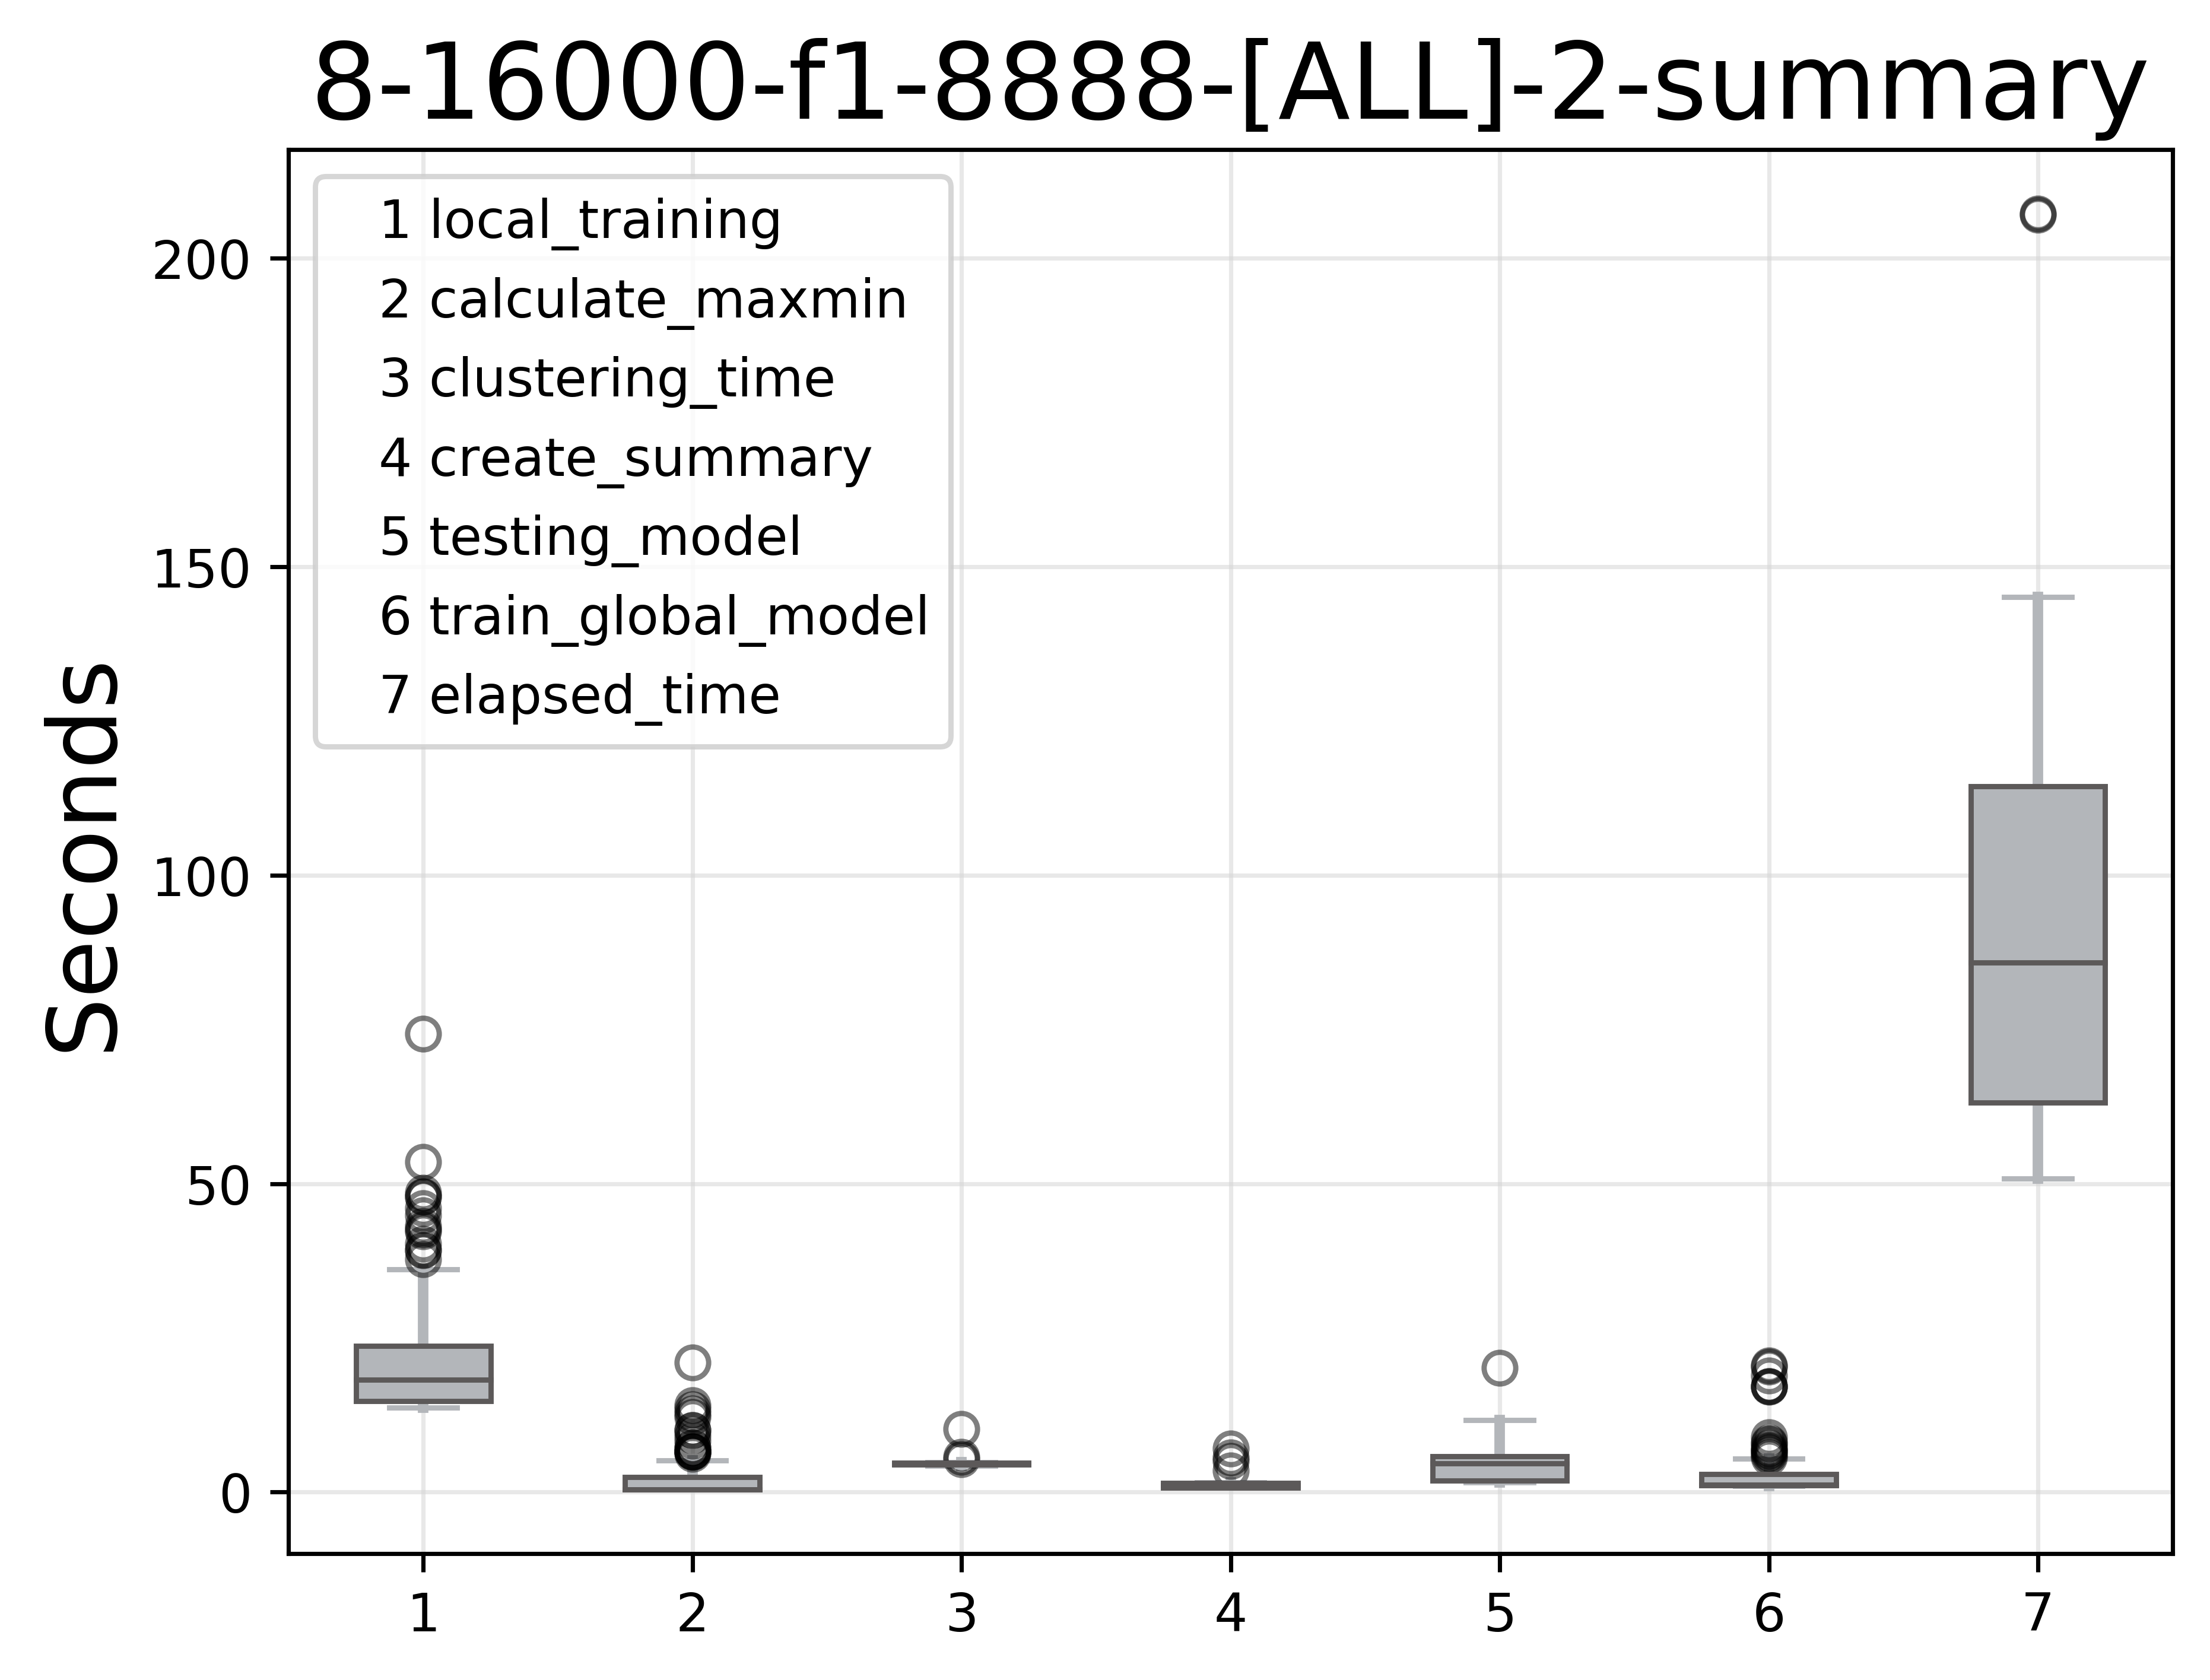 8-16000-f1-8888-[ALL]-2-summary
1 local_training
2 calculate_maxmin
3 clustering_time
4 create_summary
5 testing_model
6 train_global_model
7 elapsed_time
Seconds
200
150
100
50
0
1 2 3 4 5 6 7